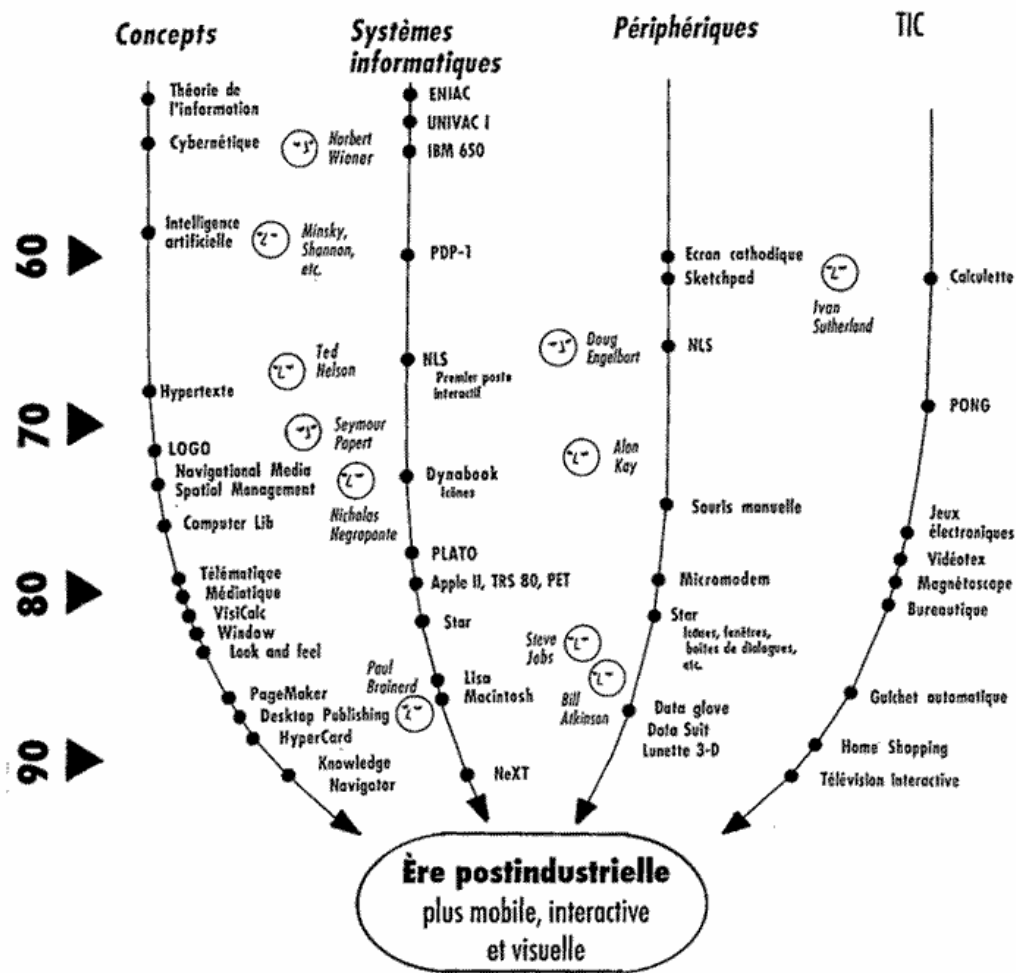 Concepts
Systèmes
informatiques
Périphériques
TIC
Théorie de
l'information
Cybernétique
Norbert
Wiener
ENIAC
UNIVAC I
IBM 650
60
Intelligence
artificielle
Minsky,
Shannon,
etc.
PDP-1
Ecran cathodique
Sketchpad
Ivan
Sutherland
Calculette
Hypertexte
Ted
Nelson
NLS
Premier poste
interactif
Doug
Engelbart
NLS
PONG
70
LOGO
Seymour
Papert
Navigational Media
Spatial Management
Nicholas
Negroponte
Dynabook
Icônes
Alan
Kay
Souris manuelle
Computer Lib
PLATO
Jeux
électroniques
Vidéotex
Magnétoscope
Bureautique
80
Télématique
Médiatique
VisiCalc
Window
Look and feel
Apple II, TRS 80, PET
Star
Micromodem
Star
Icônes, fenêtres,
boîtes de dialogues,
etc.
Steve
Jobs
Bill
Atkinson
Paul
Brainerd
Lisa
Macintosh
PageMaker
Desktop Publishing
HyperCard
Data glove
Data Suit
Lunette 3-D
Guichet automatique
Home Shopping
Télévision interactive
90
Knowledge
Navigator
NeXT
Ère postindustrielle
plus mobile, interactive
et visuelle